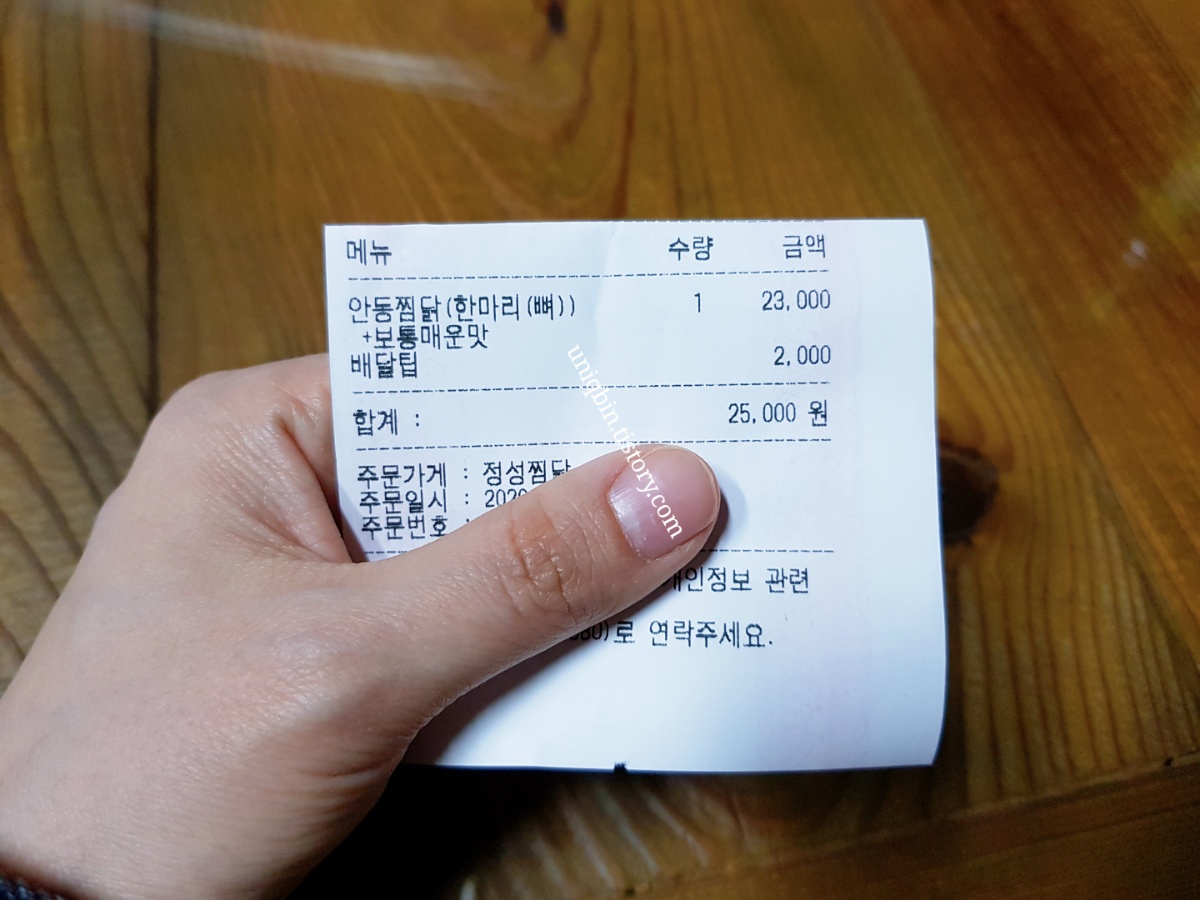 메뉴 수량 금액
안동찜닭(한마리(뼈)) 1 23,000
+보통매운맛
배달팁 2,000
합계 : 25,000 원
주문가게 : 정성찜닭
주문일시 :
주문번호 :
개인정보 관련
로 연락주세요.
uniqbin.tistory.com